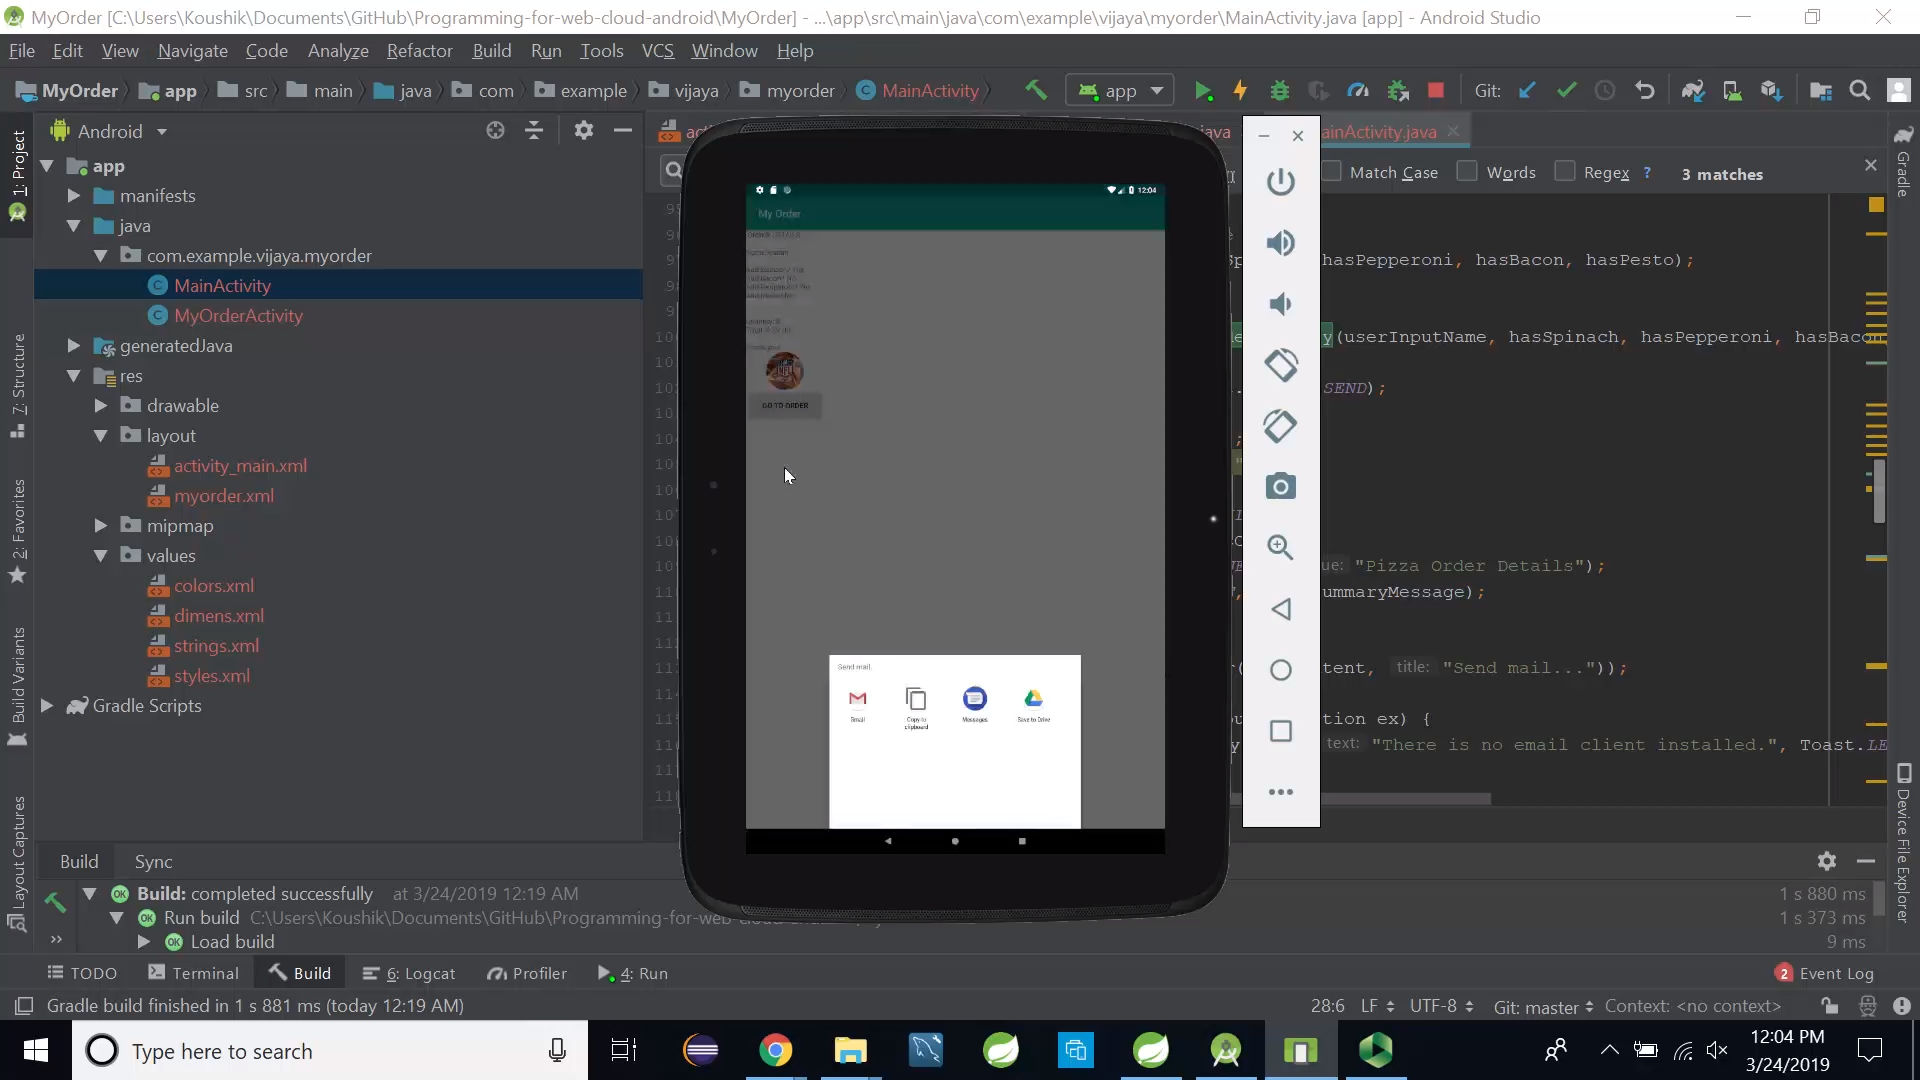 MyOrder [C:\Users\Koushik\Documents\GitHub\Programming-for-web-cloud-android\MyOrder] - ...\app\src\main\java\com\example\vijaya\myorder\MainActivity.java [app] - Android Studio
File Edit View Navigate Code Analyze Refactor Build Run Tools VCS Window Help
MyOrder app src main java com example vijaya myorder MainActivity app Git:
Android
ainActivity.java
Match Case Words Regex ? 3 matches
1: Project
7: Structure
2: Favorites
Build Variants
Layout Captures
Gradle
Device File Explorer
app
manifests
java
com.example.vijaya.myorder
MainActivity
MyOrderActivity
generatedJava
res
drawable
layout
activity_main.xml
myorder.xml
mipmap
values
colors.xml
dimens.xml
strings.xml
styles.xml
Gradle Scripts
12:04
My Order
GO TO ORDER
Send mail.
Gmail
Copy to clipboard
Messages
Save to Drive
hasPepperoni, hasBacon, hasPesto);
y(userInputName, hasSpinach, hasPepperoni, hasBacon
SEND);
ue: "Pizza Order Details");
ummaryMessage);
tent, title: "Send mail..."));
tion ex) {
text: "There is no email client installed.", Toast.LE
Build Sync
Build: completed successfully at 3/24/2019 12:19 AM 1 s 880 ms
Run build C:\Users\Koushik\Documents\GitHub\Programming-for-web- 1 s 373 ms
Load build 9 ms
TODO Terminal Build 6: Logcat Profiler 4: Run 2 Event Log
Gradle build finished in 1 s 881 ms (today 12:19 AM) 28:6 LF UTF-8 Git: master Context: <no context>
Type here to search
12:04 PM
3/24/2019